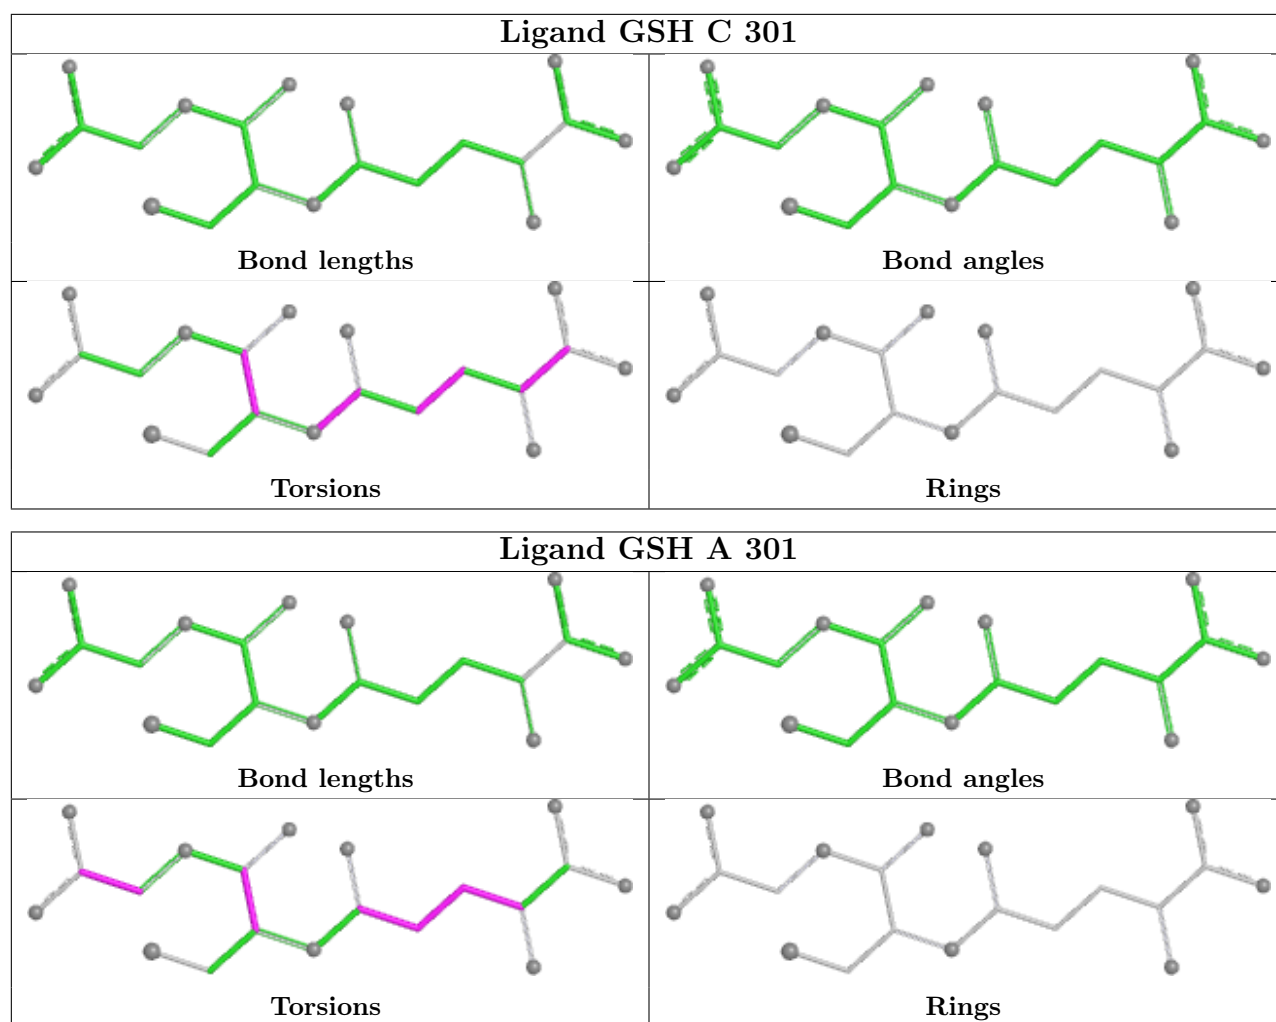 Ligand GSH C 301
Bond lengths
Bond angles
Torsions
Rings
Ligand GSH A 301
Bond lengths
Bond angles
Torsions
Rings